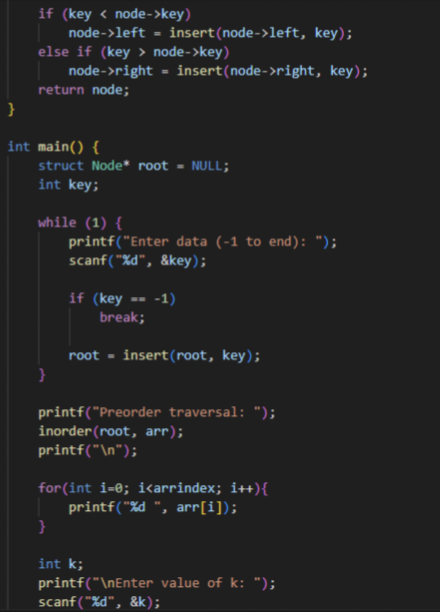 if (key < node->key)
node->left = insert(node->left, key);
else if (key > node->key)
node->right = insert(node->right, key);
return node;
}
int main() {
struct Node* root = NULL;
int key;
while (1) {
printf("Enter data (-1 to end): ");
scanf("%d", &key);
if (key == -1)
break;
root = insert(root, key);
}
printf("Preorder traversal: ");
inorder(root, arr);
printf("\n");
for(int i=0; i<arrindex; i++){
printf("%d ", arr[i]);
}
int k;
printf("\nEnter value of k: ");
scanf("%d", &k);